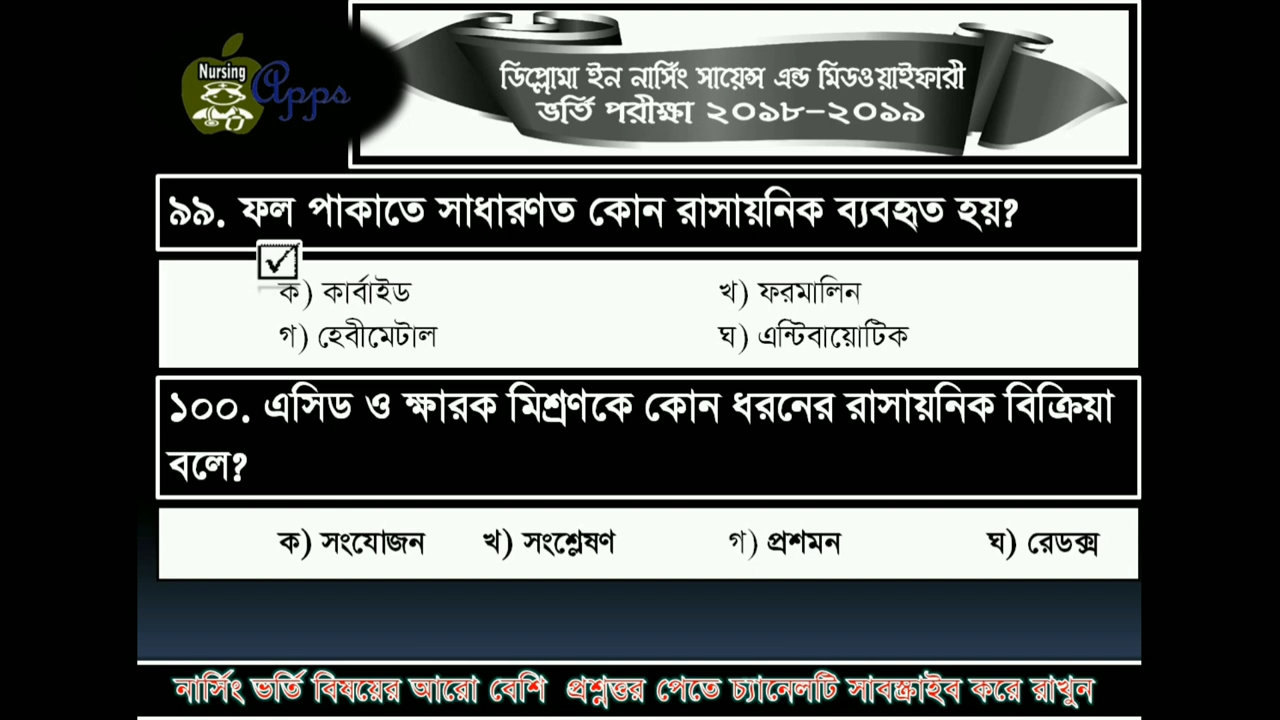 Nursing
Apps
ডিপ্লোমা ইন নার্সিং সায়েন্স এন্ড মিডওয়াইফারী
ভর্তি পরীক্ষা ২০১৮-২০১৯
৯৯. ফল পাকাতে সাধারণত কোন রাসায়নিক ব্যবহৃত হয়?
ক) কার্বাইড খ) ফরমালিন
গ) হেবীমেটাল ঘ) এন্টিবায়োটিক
১০০. এসিড ও ক্ষারক মিশ্রণকে কোন ধরনের রাসায়নিক বিক্রিয়া
বলে?
ক) সংযোজন খ) সংশ্লেষণ গ) প্রশমন ঘ) রেডক্স
নার্সিং ভর্তি বিষয়ের আরো বেশি প্রশ্নত্তর পেতে চ্যানেলটি সাবস্ক্রাইব করে রাখুন